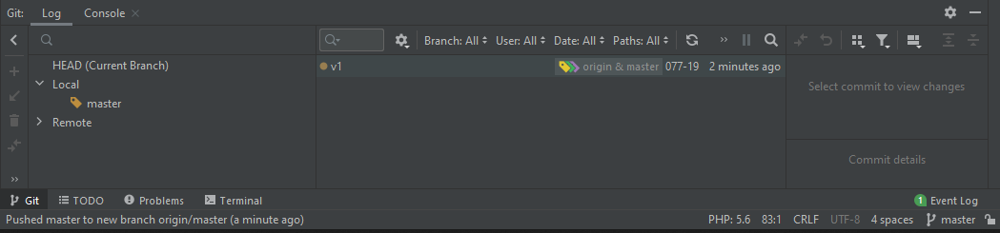 Git: Log Console
Branch: All User: All Date: All Paths: All
HEAD (Current Branch)
Local
master
Remote
v1 origin & master 077-19 2 minutes ago
Select commit to view changes
Commit details
Git TODO Problems Terminal 1 Event Log
Pushed master to new branch origin/master (a minute ago) PHP: 5.6 83:1 CRLF UTF-8 4 spaces master